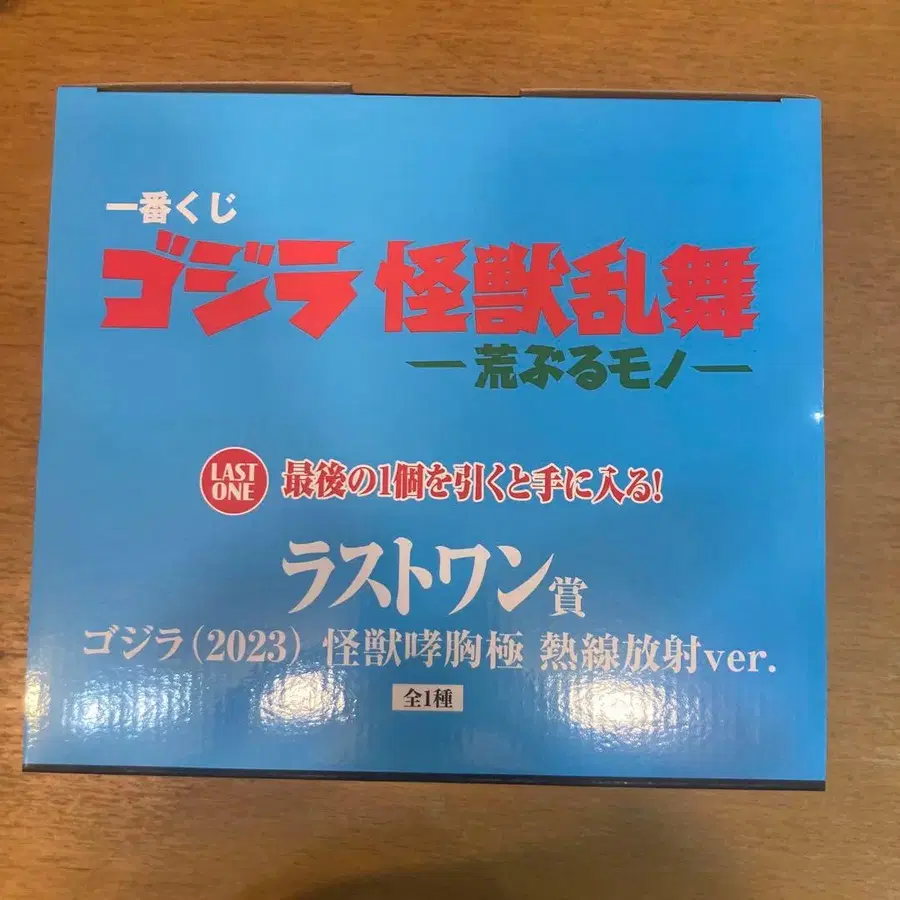 一番くじ
ゴジラ 怪獣乱舞
―荒ぶるモノ―
LAST
ONE
最後の1個を引くと手に入る!
ラストワン賞
ゴジラ(2023) 怪獣哮胸極 熱線放射ver.
全1種